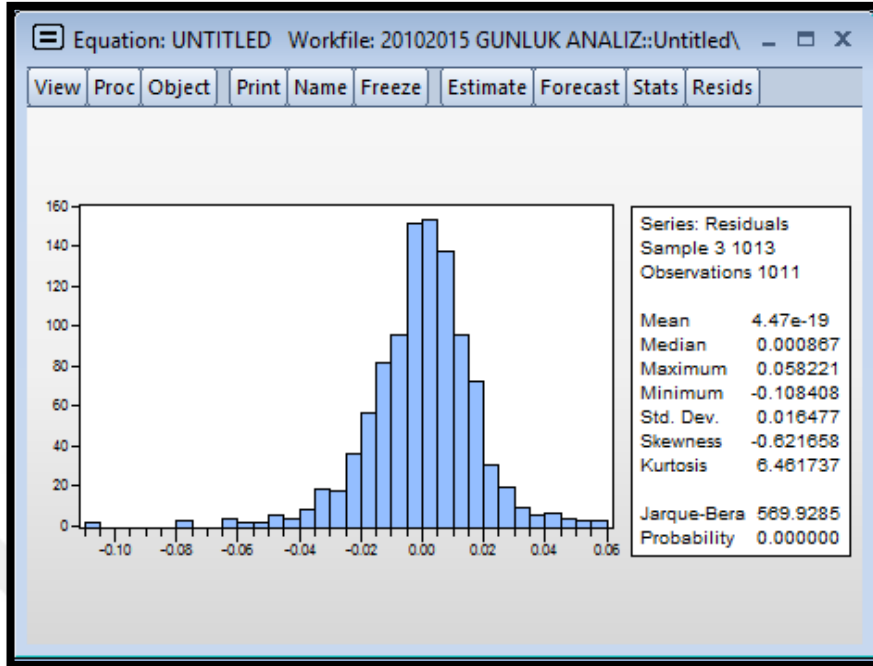 Equation: UNTITLED Workfile: 20102015 GUNLUK ANALIZ::Untitled\
View Proc Object Print Name Freeze Estimate Forecast Stats Resids
160
140
120
100
80
60
40
20
0
-0.10 -0.08 -0.06 -0.04 -0.02 0.00 0.02 0.04 0.06
Series: Residuals
Sample 3 1013
Observations 1011
Mean 4.47e-19
Median 0.000867
Maximum 0.058221
Minimum -0.108408
Std. Dev. 0.016477
Skewness -0.621658
Kurtosis 6.461737
Jarque-Bera 569.9285
Probability 0.000000